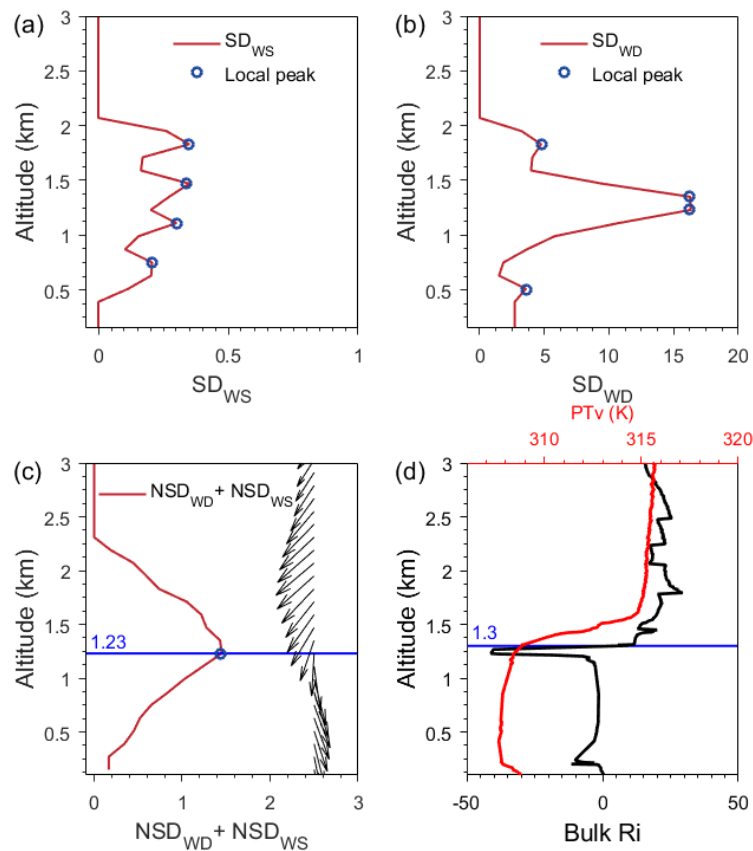 (a)
SD_WS
Local peak
3
2.5
2
1.5
1
0.5
Altitude (km)
0
0.5
1
SD_WS
(b)
SD_WD
Local peak
3
2.5
2
1.5
1
0.5
Altitude (km)
0
5
10
15
20
SD_WD
(c)
NSD_WD + NSD_WS
3
2.5
2
1.5
1
0.5
Altitude (km)
1.23
0
1
2
3
NSD_WD + NSD_WS
PTv (K)
310
315
320
(d)
3
2.5
2
1.5
1
0.5
Altitude (km)
1.3
-50
0
50
Bulk Ri